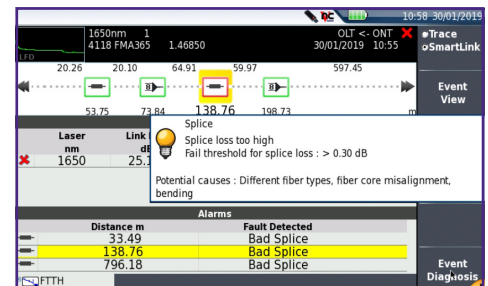 10:58 30/01/2019
1650nm 1 OLT <- ONT
4118 FMA365 1.46850 30/01/2019 10:55
LFD
Trace
SmartLink
20.26 20.10 64.91 59.97 597.45
Event
View
53.75 73.84 138.76 198.73 m
Splice
Splice loss too high
Fail threshold for splice loss : > 0.30 dB
Potential causes : Different fiber types, fiber core misalignment,
bending
Laser Link
nm
1650 25.1
Alarms
Distance m Fault Detected
33.49 Bad Splice
138.76 Bad Splice
796.18 Bad Splice
Event
Diagnosis
FTTH